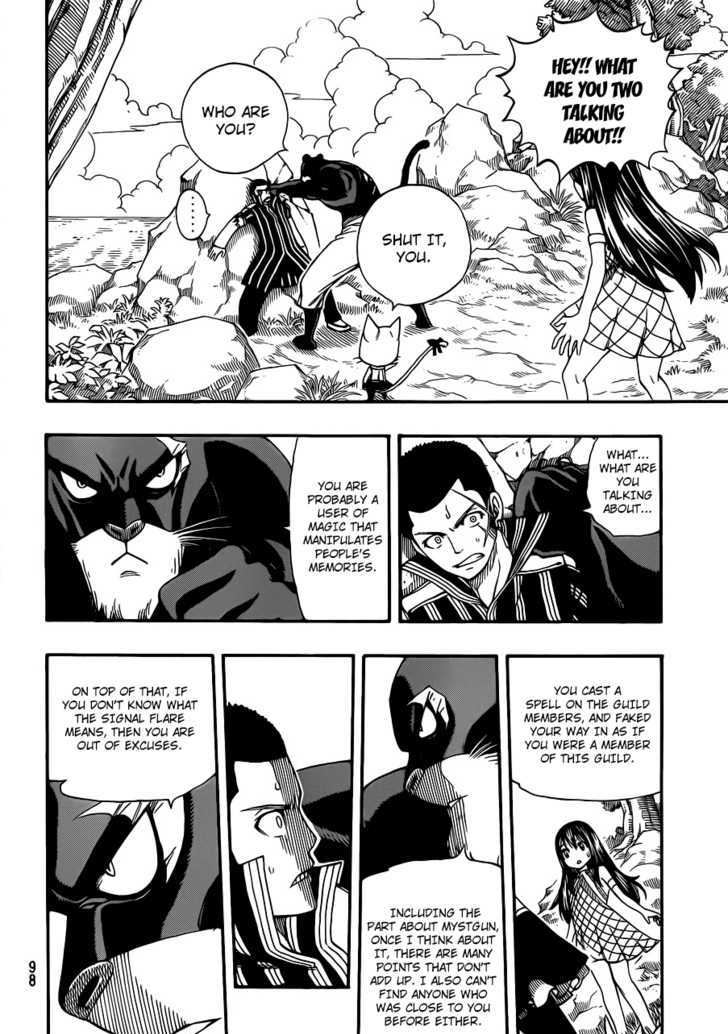 HEY!! WHAT
ARE YOU TWO
TALKING
ABOUT!!
WHO ARE
YOU?
......
SHUT IT,
YOU.
WHAT...
WHAT ARE
YOU
TALKING
ABOUT...
YOU ARE
PROBABLY A
USER OF
MAGIC THAT
MANIPULATES
PEOPLE'S
MEMORIES.
YOU CAST A
SPELL ON THE GUILD
MEMBERS, AND FAKED
YOUR WAY IN AS IF
YOU WERE A MEMBER
OF THIS GUILD.
INCLUDING THE
PART ABOUT MYSTGUN,
ONCE I THINK ABOUT
IT, THERE ARE MANY
POINTS THAT DON'T
ADD UP. I ALSO CAN'T
FIND ANYONE WHO
WAS CLOSE TO YOU
BEFORE EITHER.
ON TOP OF THAT, IF
YOU DON'T KNOW WHAT
THE SIGNAL FLARE
MEANS, THEN YOU ARE
OUT OF EXCUSES.
98